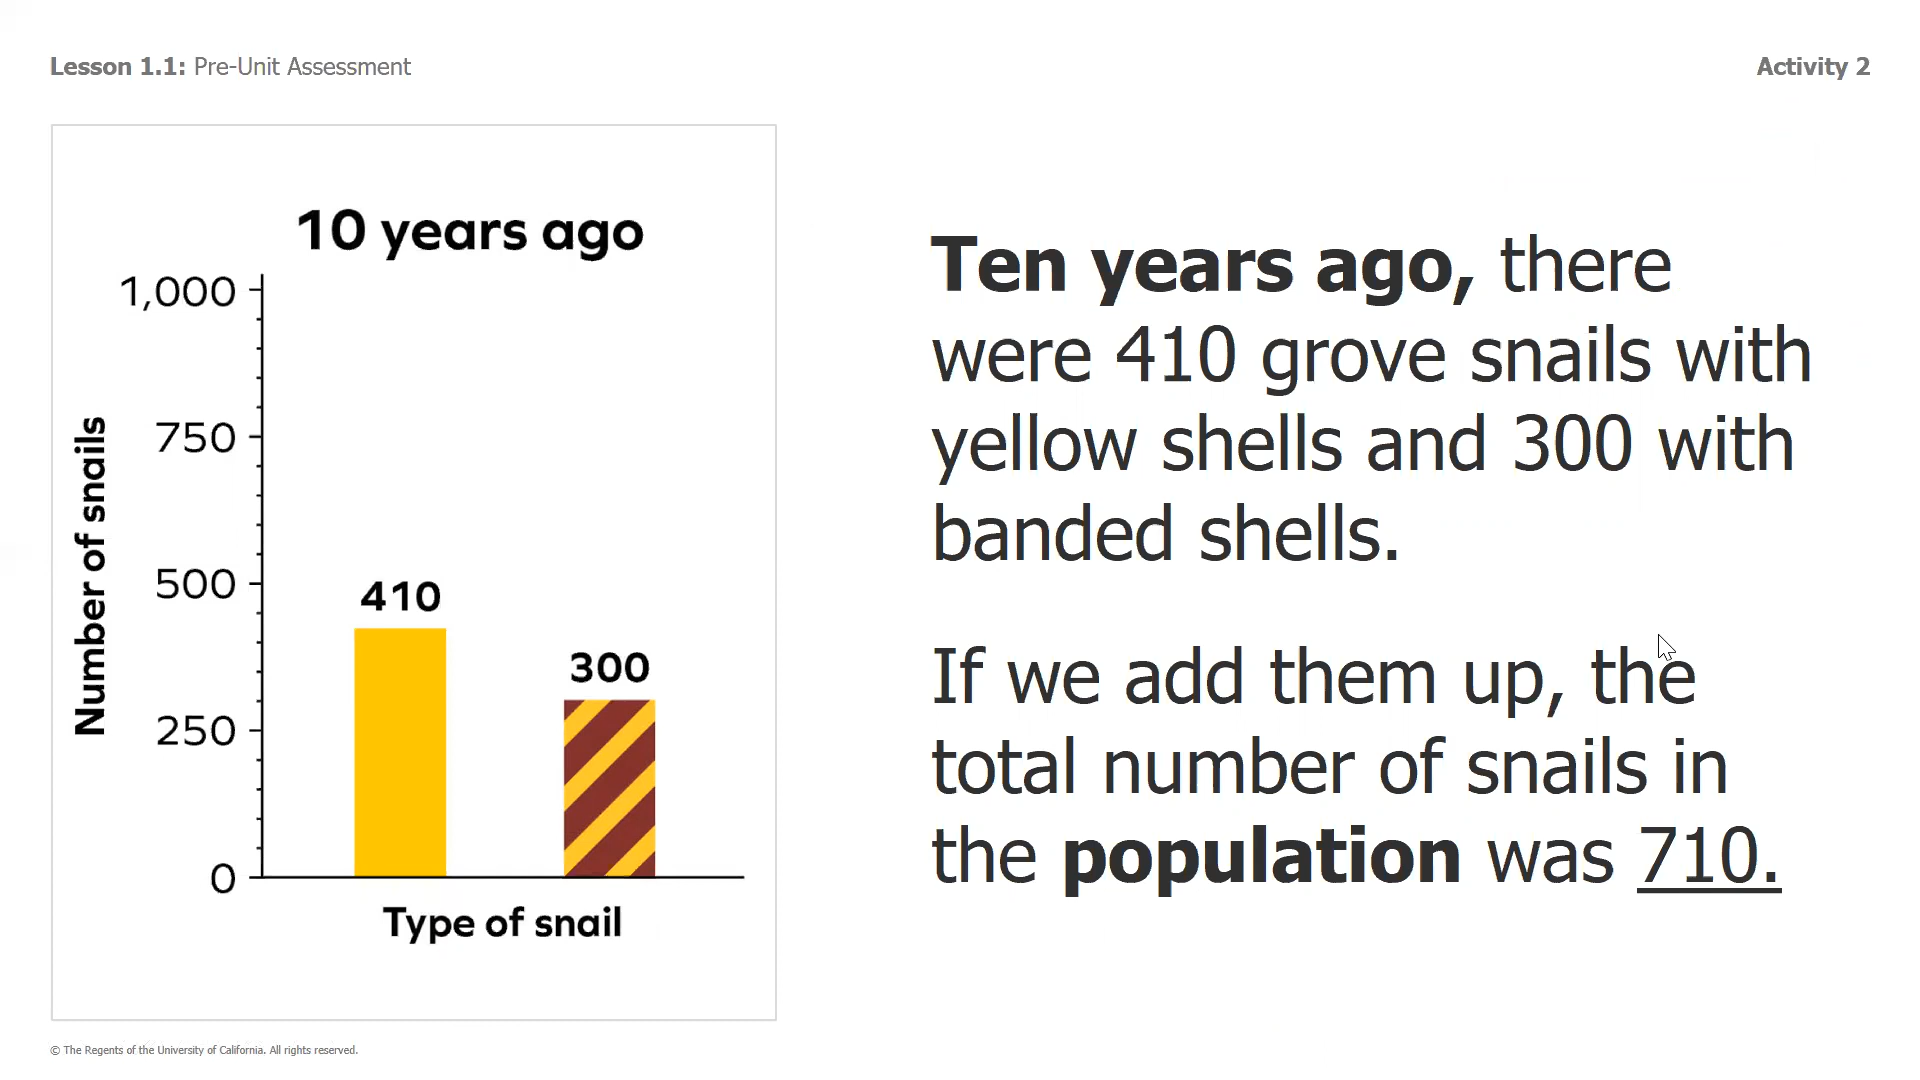 Lesson 1.1: Pre-Unit Assessment
Activity 2
10 years ago
1,000
750
500
250
0
Number of snails
410
300
Type of snail
Ten years ago, there
were 410 grove snails with
yellow shells and 300 with
banded shells.
If we add them up, the
total number of snails in
the population was 710.
© The Regents of the University of California. All rights reserved.